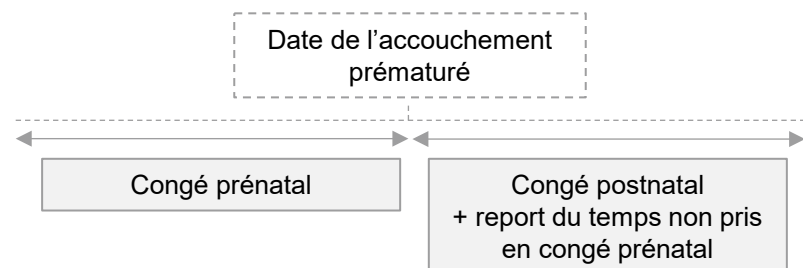 Date de l’accouchement
prématuré
Congé prénatal
Congé postnatal
+ report du temps non pris
en congé prénatal